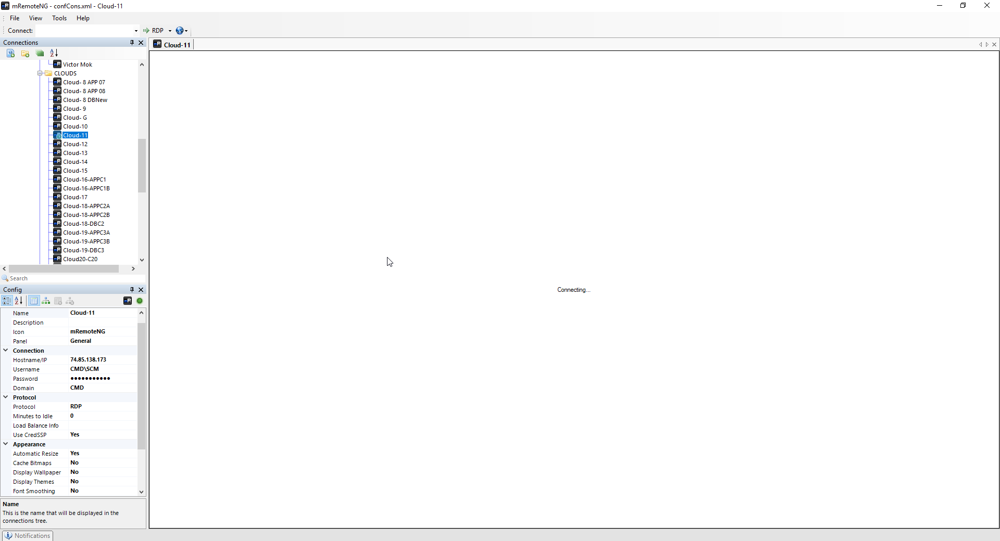 mRemoteNG - confCons.xml - Cloud-11
File View Tools Help
Connect: RDP
Connections
Cloud-11
Victor Mok
CLOUDS
Cloud- 8 APP 07
Cloud- 8 APP 08
Cloud- 8 DBNew
Cloud- 9
Cloud- G
Cloud-10
Cloud-11
Cloud-12
Cloud-13
Cloud-14
Cloud-15
Cloud-16-APPC1
Cloud-16-APPC1B
Cloud-17
Cloud-18-APPC2A
Cloud-18-APPC2B
Cloud-18-DBC2
Cloud-19-APPC3A
Cloud-19-APPC3B
Cloud-19-DBC3
Cloud20-C20
Search
Connecting...
Config
Name Cloud-11
Description
Icon mRemoteNG
Panel General
Connection
Hostname/IP 74.85.138.173
Username CMD\SCM
Password ●●●●●●●●●●●
Domain CMD
Protocol
Protocol RDP
Minutes to Idle 0
Load Balance Info
Use CredSSP Yes
Appearance
Automatic Resize Yes
Cache Bitmaps No
Display Wallpaper No
Display Themes No
Font Smoothing No
Name
This is the name that will be displayed in the
connections tree.
Notifications